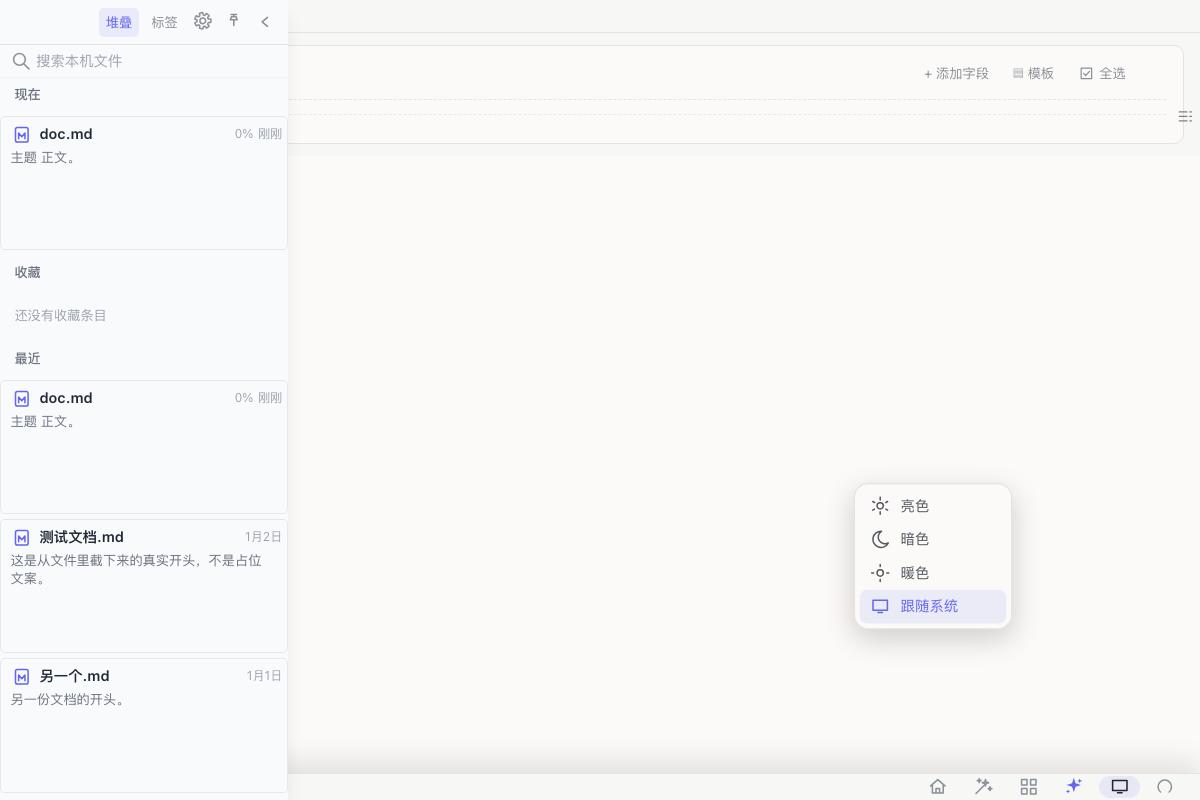 堆叠 标签
搜索本机文件
现在
doc.md 0% 刚刚
主题 正文。
收藏
还没有收藏条目
最近
doc.md 0% 刚刚
主题 正文。
测试文档.md 1月2日
这是从文件里截下来的真实开头，不是占位
文案。
另一个.md 1月1日
另一份文档的开头。
+ 添加字段 模板 全选
亮色
暗色
暖色
跟随系统